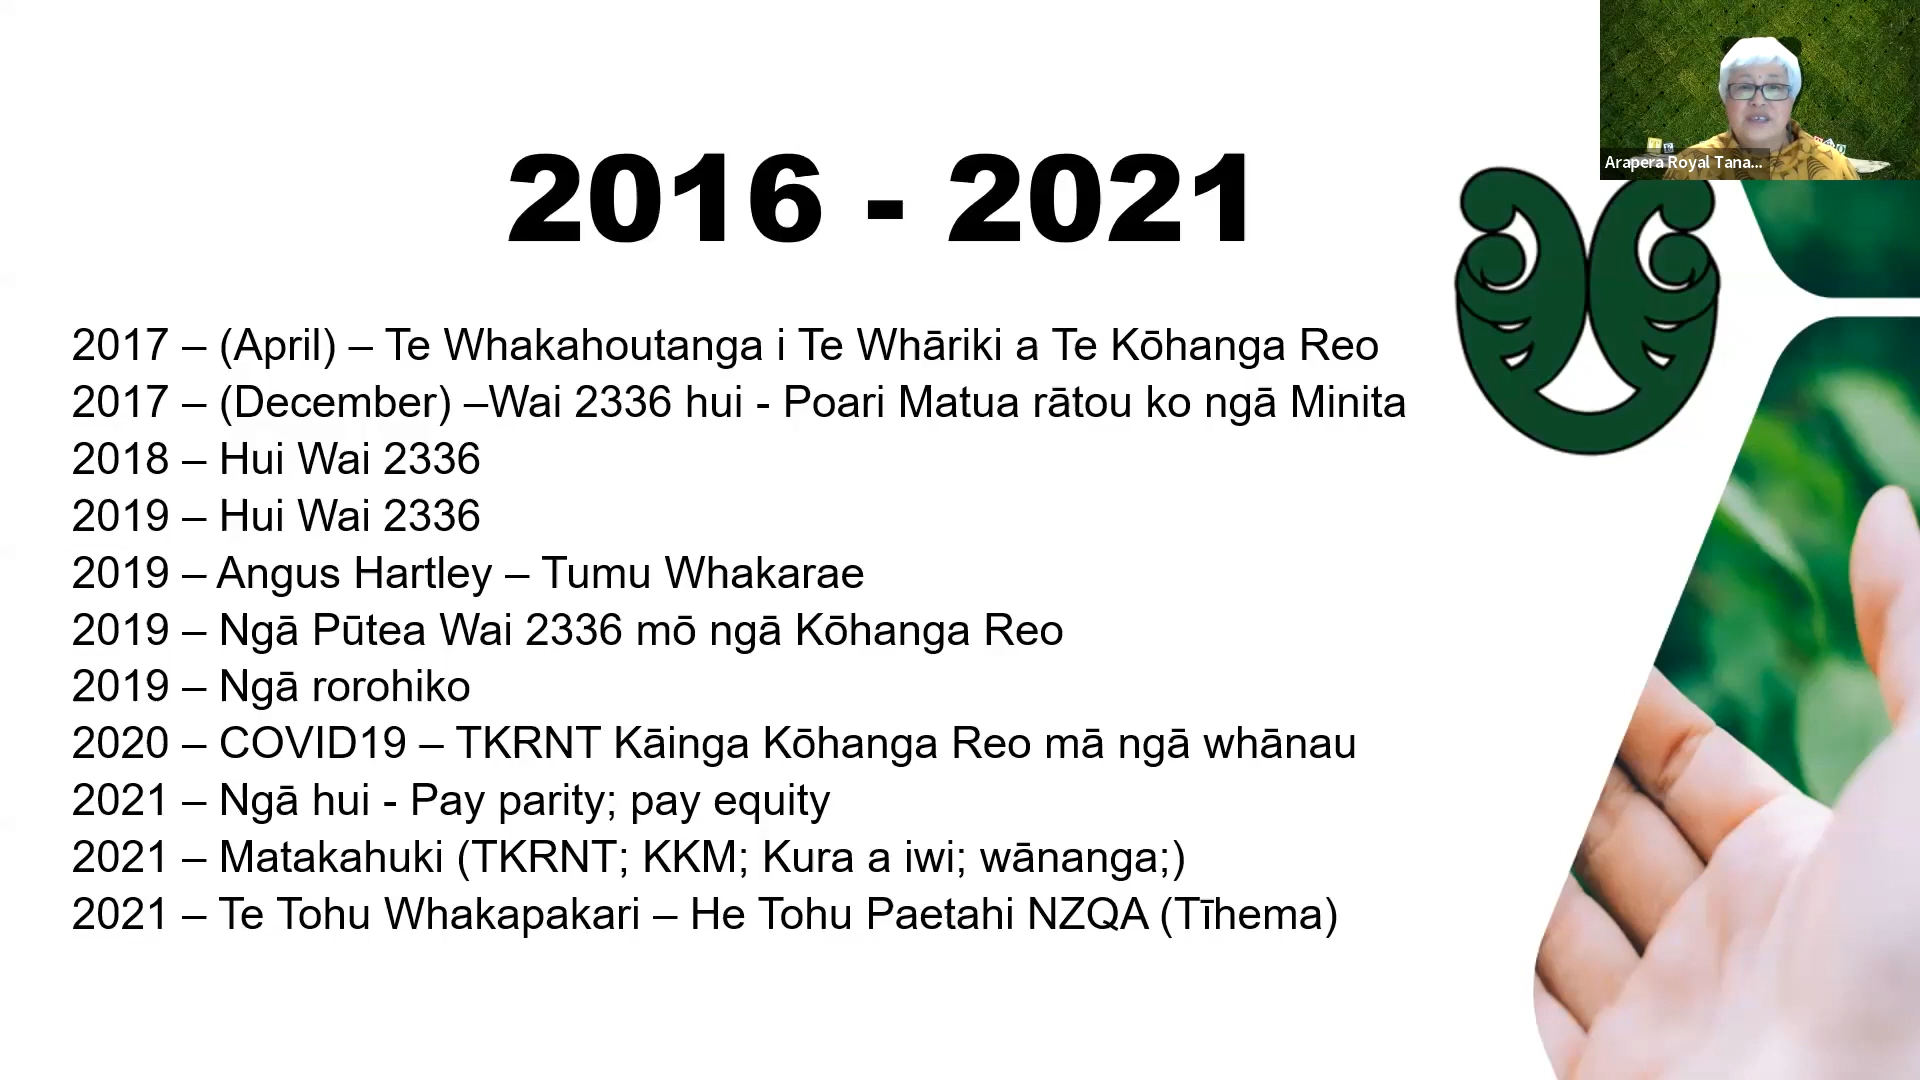 Arapera Royal Tana...
2016 - 2021
2017 – (April) – Te Whakahoutanga i Te Whāriki a Te Kōhanga Reo
2017 – (December) –Wai 2336 hui - Poari Matua rātou ko ngā Minita
2018 – Hui Wai 2336
2019 – Hui Wai 2336
2019 – Angus Hartley – Tumu Whakarae
2019 – Ngā Pūtea Wai 2336 mō ngā Kōhanga Reo
2019 – Ngā rorohiko
2020 – COVID19 – TKRNT Kāinga Kōhanga Reo mā ngā whānau
2021 – Ngā hui - Pay parity; pay equity
2021 – Matakahuki (TKRNT; KKM; Kura a iwi; wānanga;)
2021 – Te Tohu Whakapakari – He Tohu Paetahi NZQA (Tīhema)